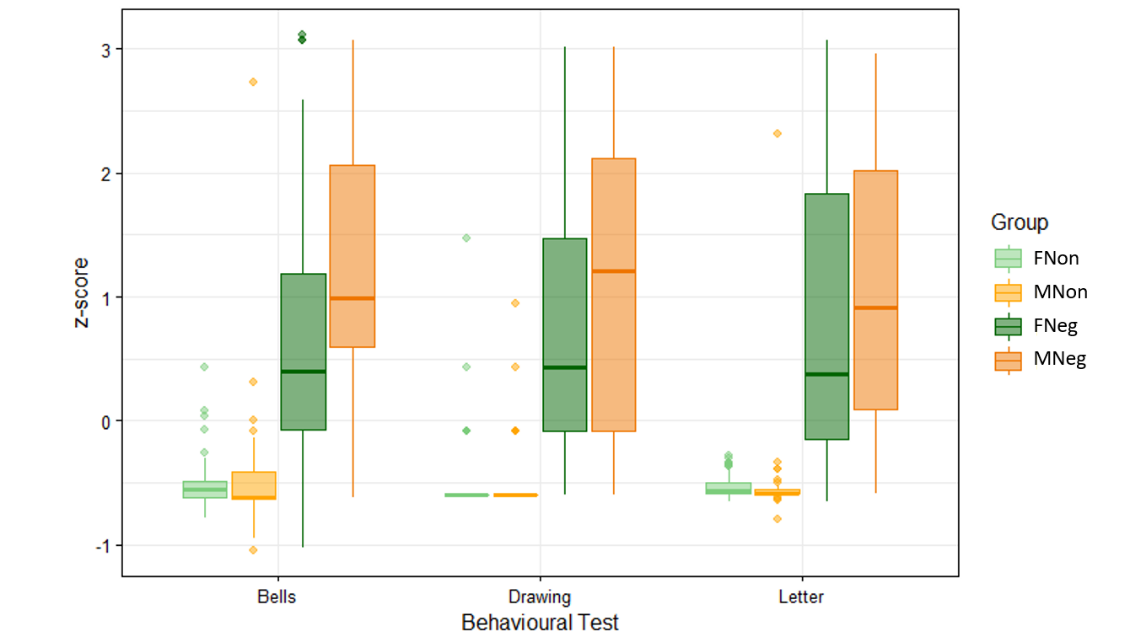 3
2
1
0
-1
z-score
Bells
Drawing
Letter
Behavioural Test
Group
FNon
MNon
FNeg
MNeg